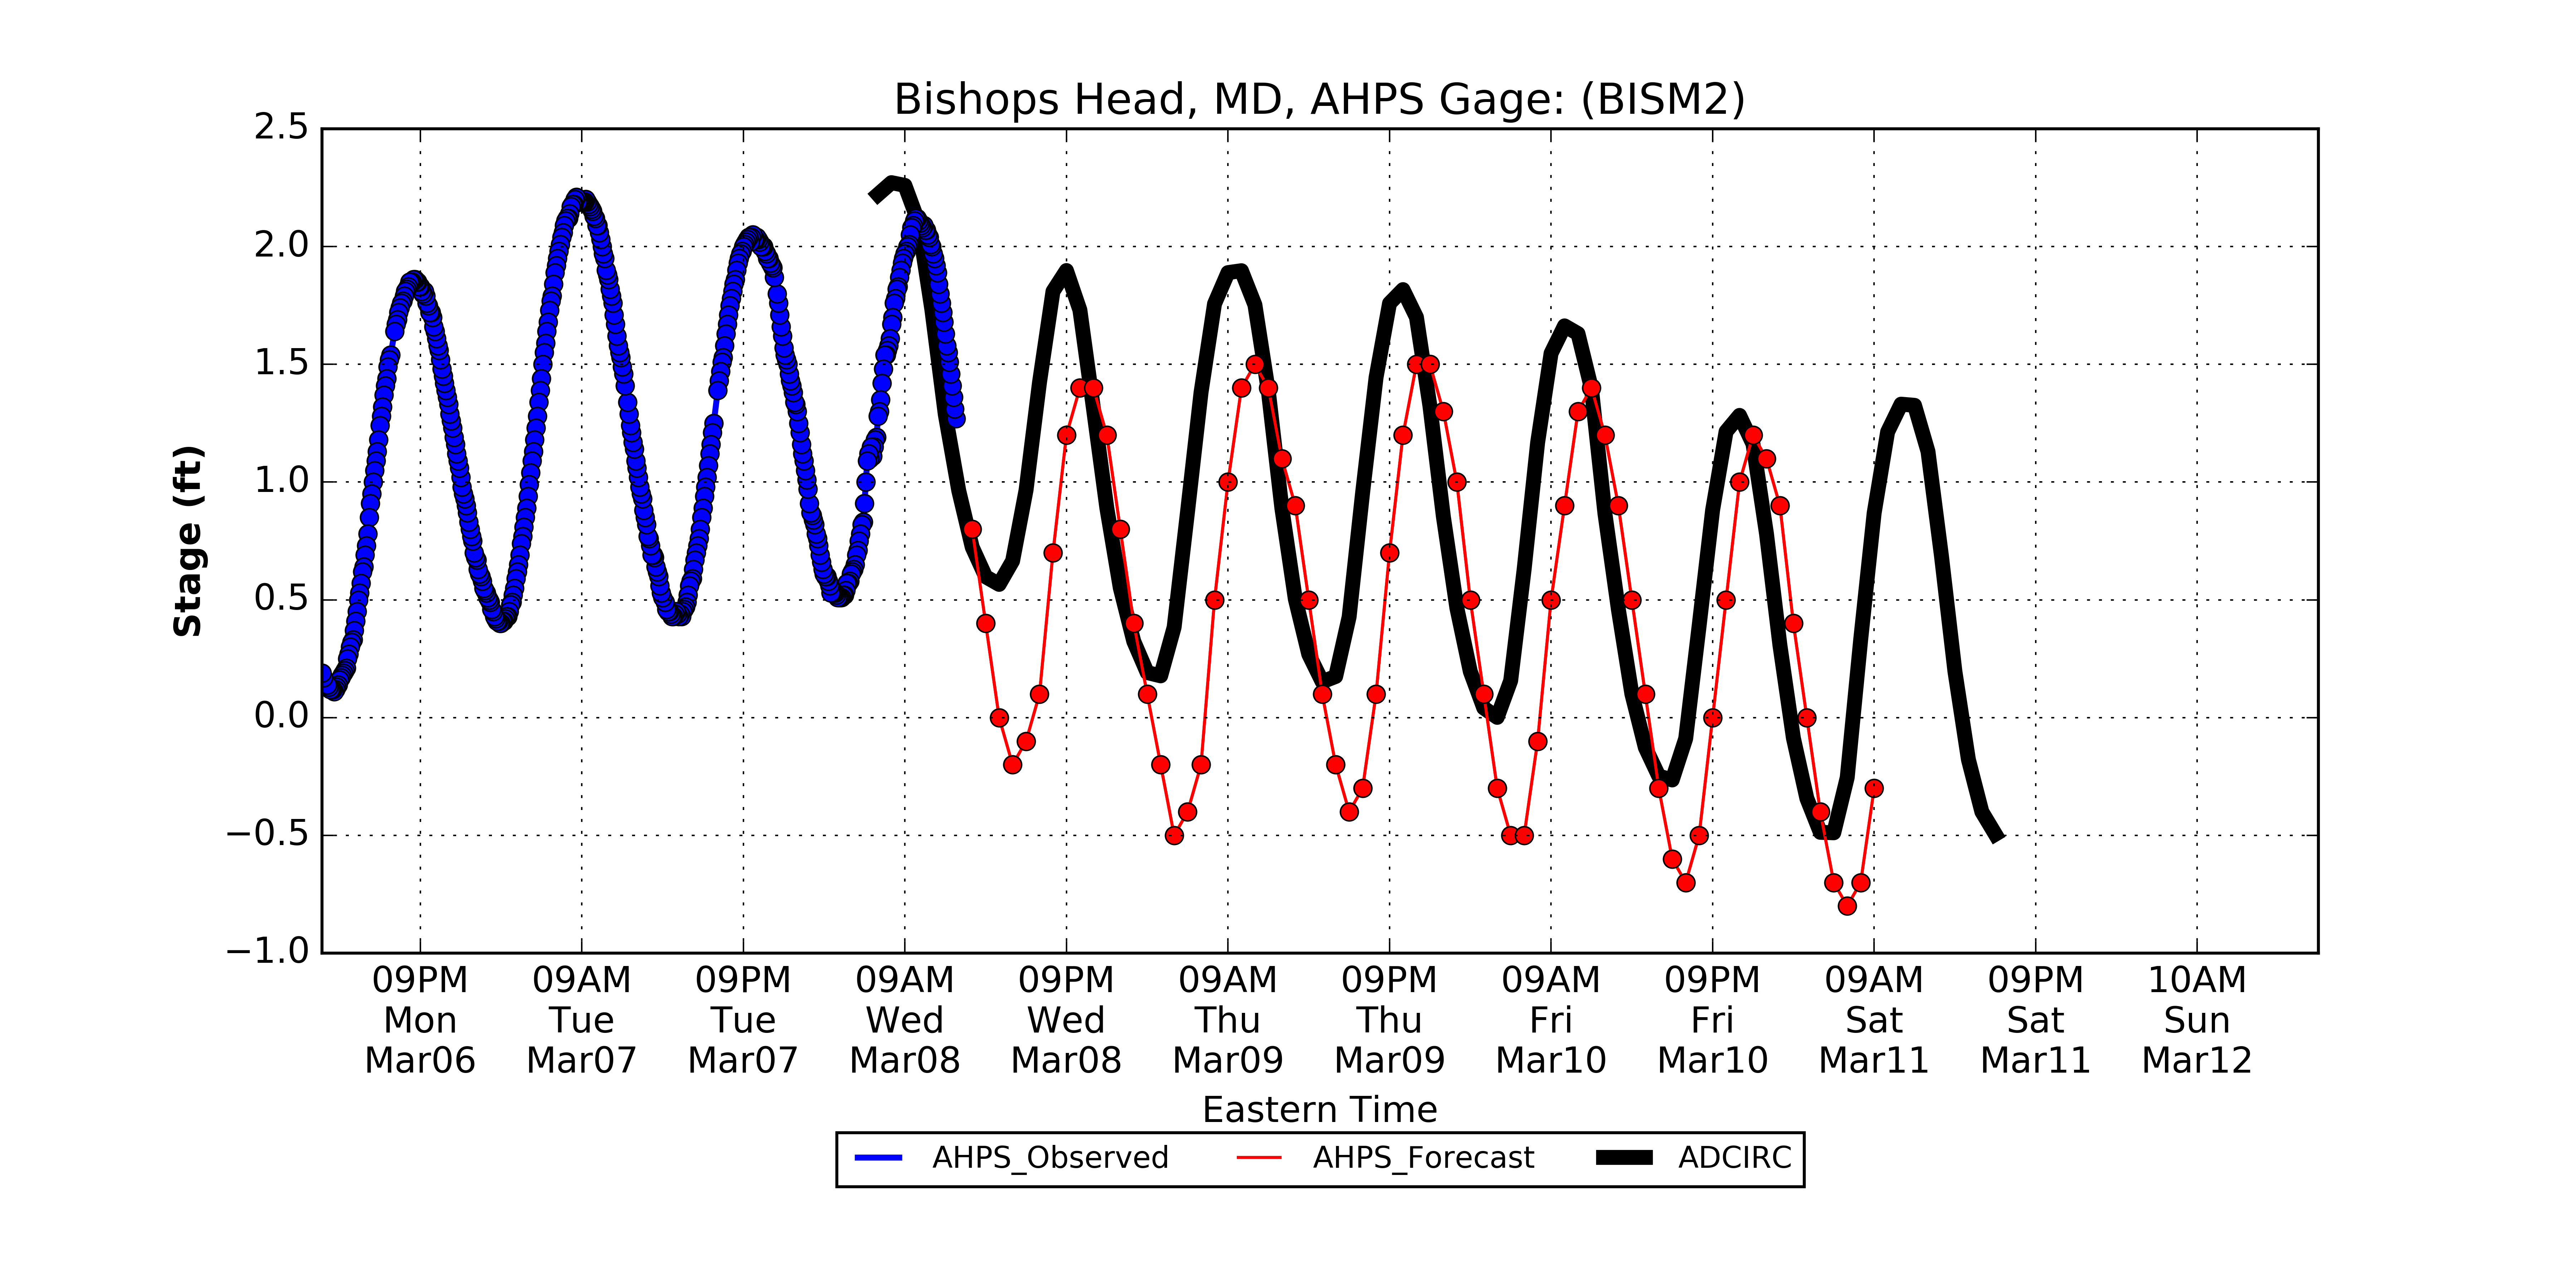 Bishops Head, MD, AHPS Gage: (BISM2)
2.5
2.0
1.5
1.0
0.5
0.0
−0.5
−1.0
Stage (ft)
09PM 09AM 09PM 09AM 09PM 09AM 09PM 09AM 09PM 09AM 09PM 10AM
Mon Tue Tue Wed Wed Thu Thu Fri Fri Sat Sat Sun
Mar06 Mar07 Mar07 Mar08 Mar08 Mar09 Mar09 Mar10 Mar10 Mar11 Mar11 Mar12
Eastern Time
AHPS_Observed AHPS_Forecast ADCIRC